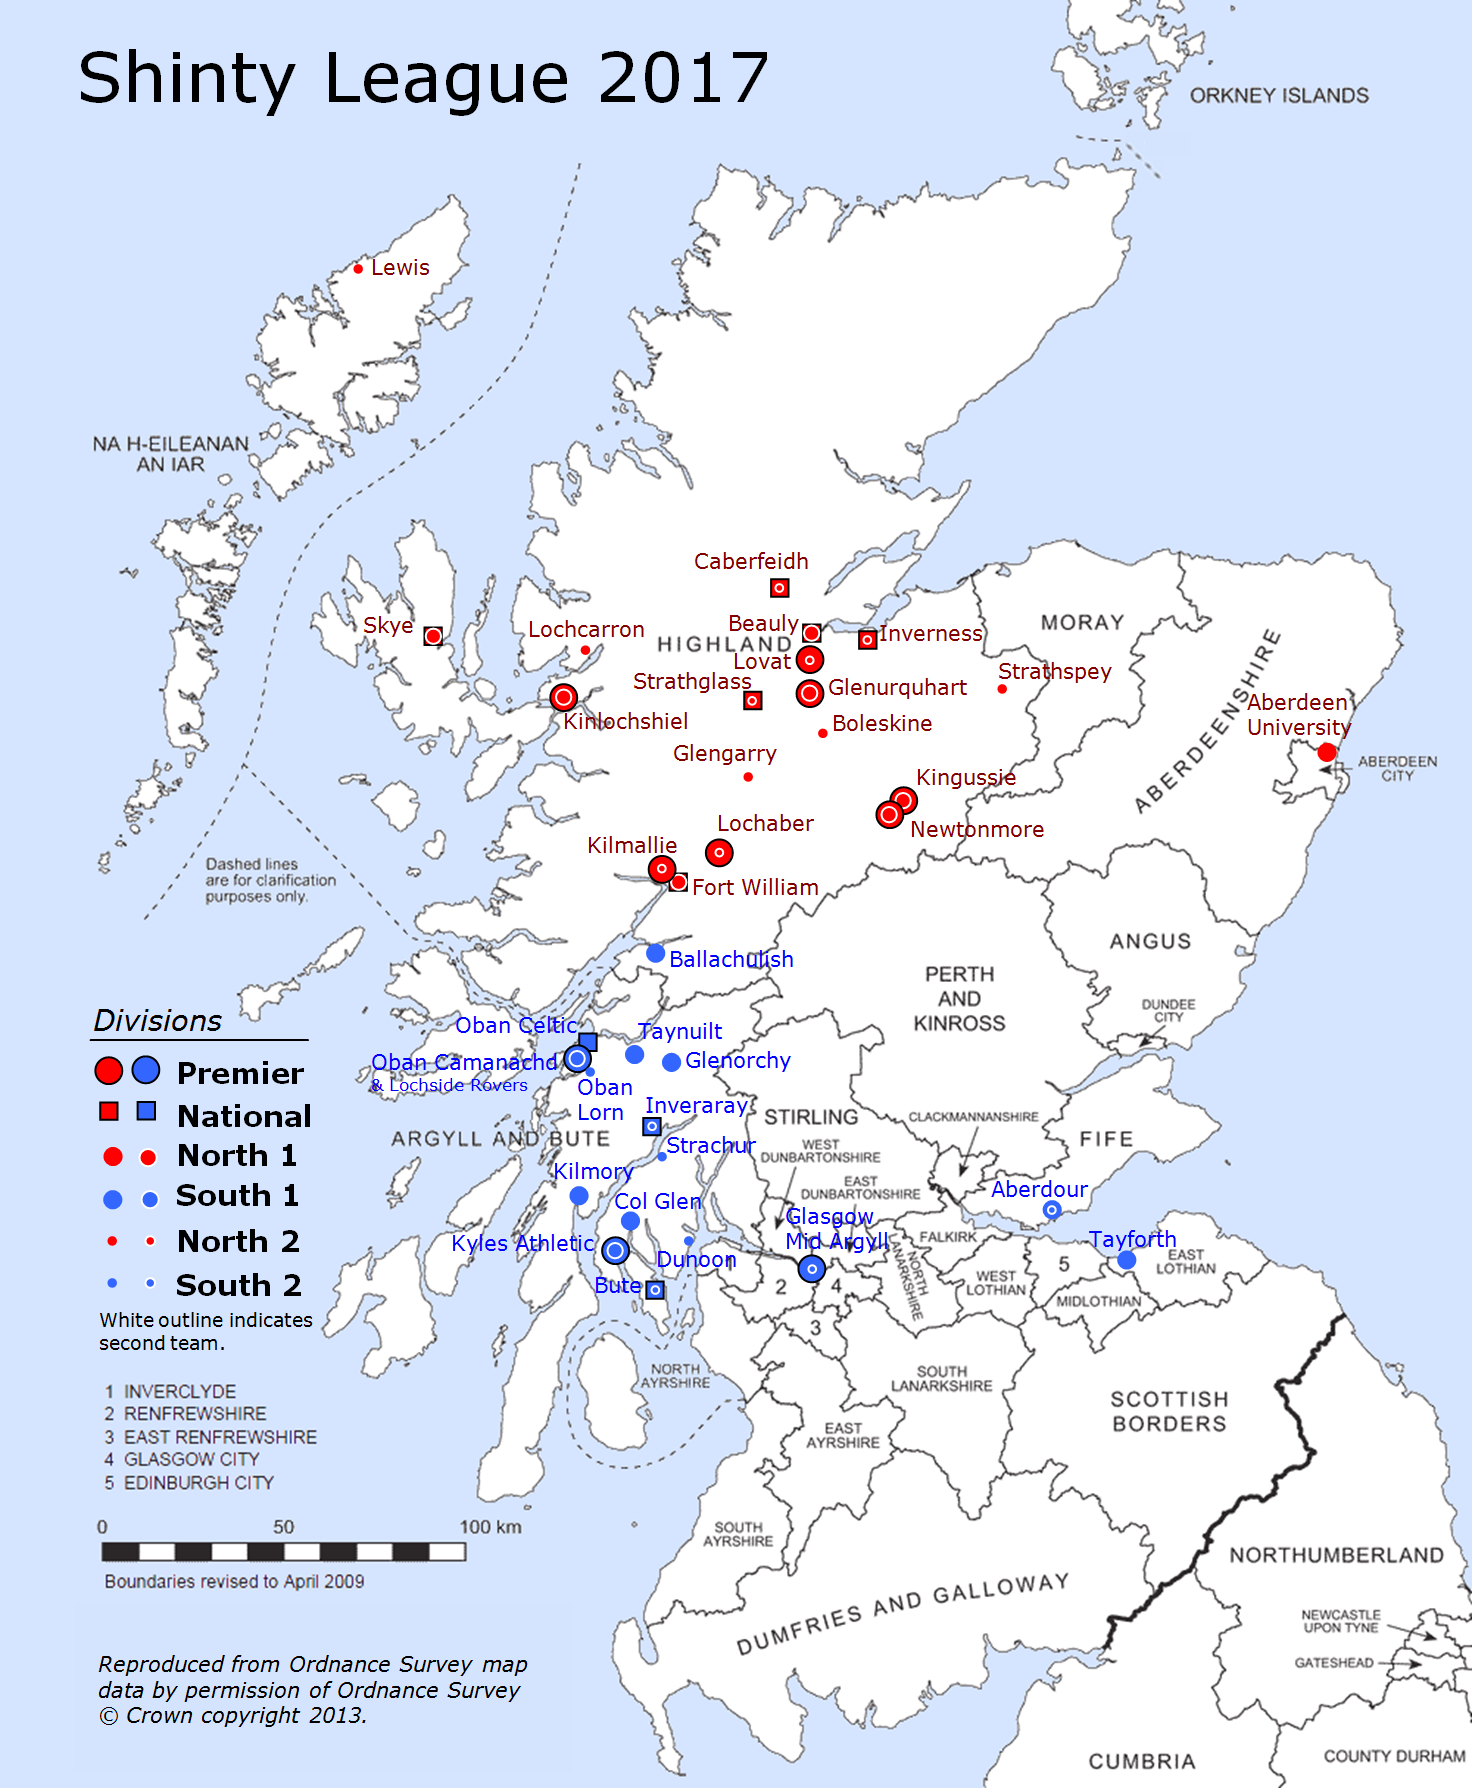 Shinty League 2017
ORKNEY ISLANDS
Lewis
NA H-EILEANAN
AN IAR
Caberfeidh
Skye
Lochcarron
HIGHLAND
Beauly
Inverness
MORAY
Lovat
Strathglass
Glenurquhart
Strathspey
Kinlochshiel
Boleskine
ABERDEENSHIRE
Aberdeen
University
ABERDEEN
CITY
Glengarry
Kingussie
Newtonmore
Lochaber
Kilmallie
Fort William
Dashed lines
are for clarification
purposes only.
Ballachulish
ANGUS
PERTH
AND
KINROSS
DUNDEE
CITY
Divisions
Premier
National
North 1
South 1
North 2
South 2
White outline indicates
second team.
Oban Celtic
Taynuilt
Oban Camanachd
& Lochside Rovers
Glenorchy
Oban
Lorn
Inveraray
ARGYLL AND BUTE
Strachur
STIRLING
CLACKMANNANSHIRE
FIFE
WEST
DUNBARTONSHIRE
EAST
DUNBARTONSHIRE
Kilmory
Col Glen
Kyles Athletic
Dunoon
Bute
Glasgow
Mid Argyll
FALKIRK
NORTH
LANARKSHIRE
Aberdour
Tayforth
EAST
LOTHIAN
5
WEST
LOTHIAN
MIDLOTHIAN
2
4
3
NORTH
AYRSHIRE
SOUTH
LANARKSHIRE
SCOTTISH
BORDERS
EAST
AYRSHIRE
SOUTH
AYRSHIRE
DUMFRIES AND GALLOWAY
NORTHUMBERLAND
NEWCASTLE
UPON TYNE
GATESHEAD
CUMBRIA
COUNTY DURHAM
1 INVERCLYDE
2 RENFREWSHIRE
3 EAST RENFREWSHIRE
4 GLASGOW CITY
5 EDINBURGH CITY
0 50 100 km
Boundaries revised to April 2009
Reproduced from Ordnance Survey map
data by permission of Ordnance Survey
© Crown copyright 2013.